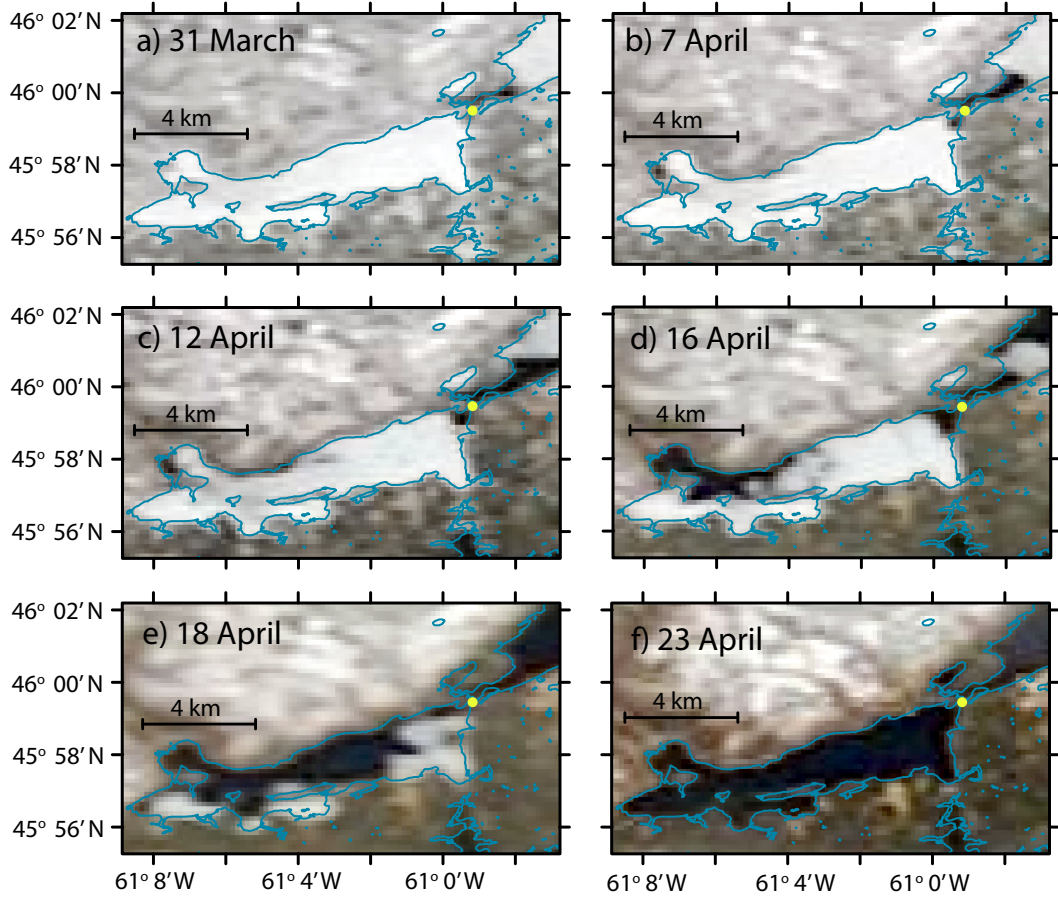 46° 02′ N
a) 31 March
b) 7 April
46° 00′ N
4 km
4 km
45° 58′ N
45° 56′ N
46° 02′ N
c) 12 April
d) 16 April
46° 00′ N
4 km
4 km
45° 58′ N
45° 56′ N
46° 02′ N
e) 18 April
f) 23 April
46° 00′ N
4 km
4 km
45° 58′ N
45° 56′ N
61° 8′ W 61° 4′ W 61° 0′ W 61° 8′ W 61° 4′ W 61° 0′ W